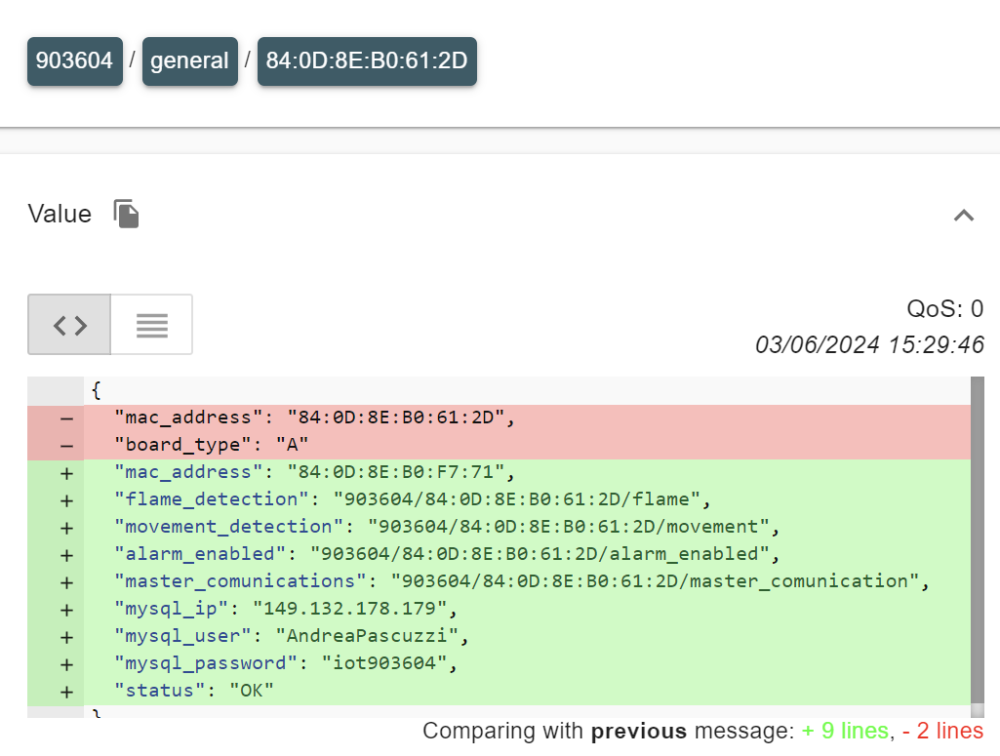 903604 / general / 84:0D:8E:B0:61:2D
Value
QoS: 0
03/06/2024 15:29:46
{
- "mac_address": "84:0D:8E:B0:61:2D",
- "board_type": "A"
+ "mac_address": "84:0D:8E:B0:F7:71",
+ "flame_detection": "903604/84:0D:8E:B0:61:2D/flame",
+ "movement_detection": "903604/84:0D:8E:B0:61:2D/movement",
+ "alarm_enabled": "903604/84:0D:8E:B0:61:2D/alarm_enabled",
+ "master_comunications": "903604/84:0D:8E:B0:61:2D/master_comunication",
+ "mysql_ip": "149.132.178.179",
+ "mysql_user": "AndreaPascuzzi",
+ "mysql_password": "iot903604",
+ "status": "OK"
}
Comparing with previous message: + 9 lines, - 2 lines